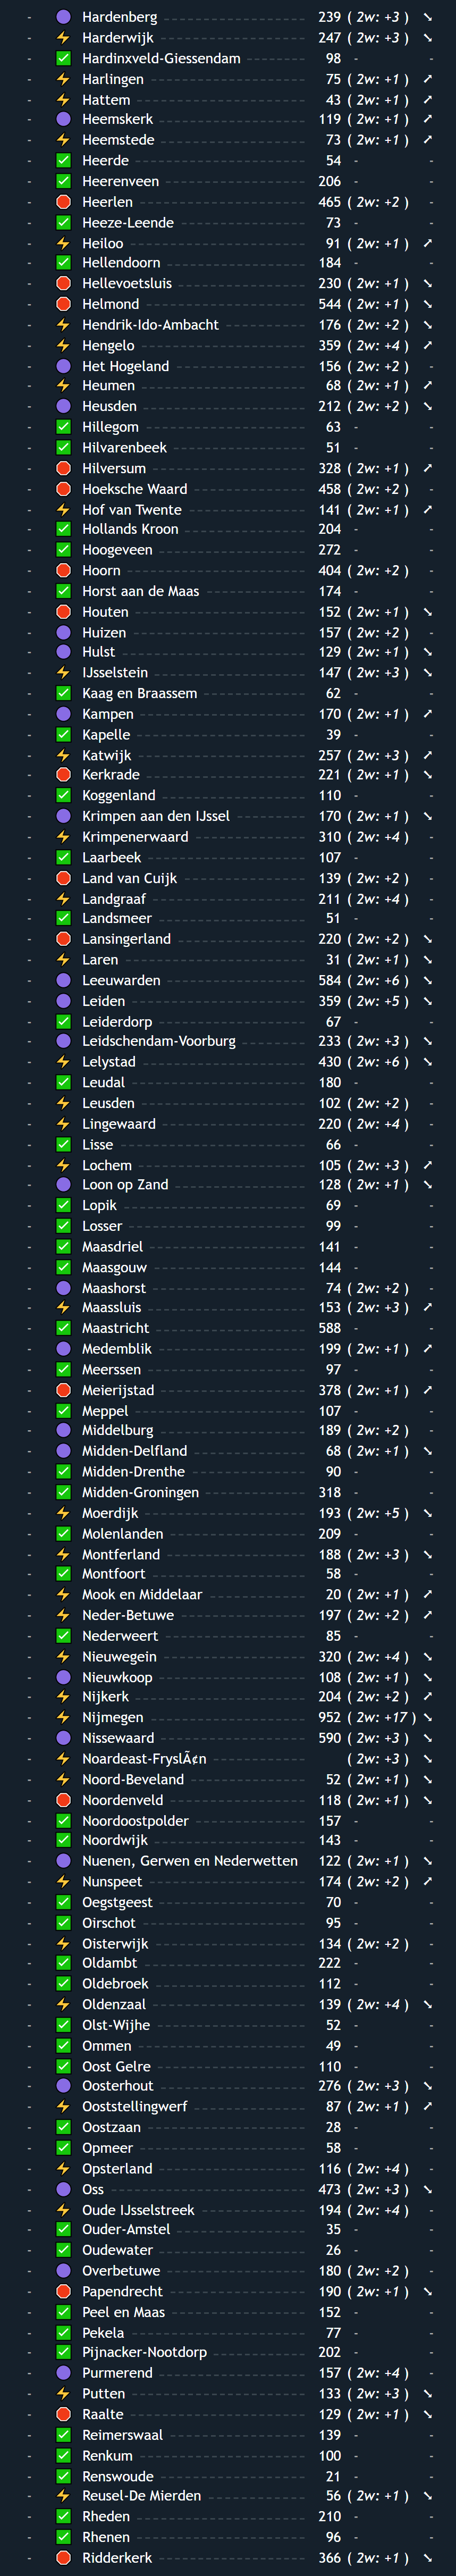 - Hardenberg 239 ( 2w: +3 ) ↘
- Harderwijk 247 ( 2w: +3 ) ↘
- Hardinxveld-Giessendam 98 - -
- Harlingen 75 ( 2w: +1 ) ↗
- Hattem 43 ( 2w: +1 ) ↗
- Heemskerk 119 ( 2w: +1 ) ↗
- Heemstede 73 ( 2w: +1 ) ↗
- Heerde 54 - -
- Heerenveen 206 - -
- Heerlen 465 ( 2w: +2 ) -
- Heeze-Leende 73 - -
- Heiloo 91 ( 2w: +1 ) ↗
- Hellendoorn 184 - -
- Hellevoetsluis 230 ( 2w: +1 ) ↘
- Helmond 544 ( 2w: +1 ) ↘
- Hendrik-Ido-Ambacht 176 ( 2w: +2 ) ↘
- Hengelo 359 ( 2w: +4 ) ↗
- Het Hogeland 156 ( 2w: +2 ) -
- Heumen 68 ( 2w: +1 ) ↗
- Heusden 212 ( 2w: +2 ) ↘
- Hillegom 63 - -
- Hilvarenbeek 51 - -
- Hilversum 328 ( 2w: +1 ) ↗
- Hoeksche Waard 458 ( 2w: +2 ) -
- Hof van Twente 141 ( 2w: +1 ) ↗
- Hollands Kroon 204 - -
- Hoogeveen 272 - -
- Hoorn 404 ( 2w: +2 ) -
- Horst aan de Maas 174 - -
- Houten 152 ( 2w: +1 ) ↘
- Huizen 157 ( 2w: +2 ) -
- Hulst 129 ( 2w: +1 ) ↘
- IJsselstein 147 ( 2w: +3 ) ↘
- Kaag en Braassem 62 - -
- Kampen 170 ( 2w: +1 ) ↗
- Kapelle 39 - -
- Katwijk 257 ( 2w: +3 ) ↗
- Kerkrade 221 ( 2w: +1 ) ↘
- Koggenland 110 - -
- Krimpen aan den IJssel 170 ( 2w: +1 ) ↘
- Krimpenerwaard 310 ( 2w: +4 ) -
- Laarbeek 107 - -
- Land van Cuijk 139 ( 2w: +2 ) -
- Landgraaf 211 ( 2w: +4 ) -
- Landsmeer 51 - -
- Lansingerland 220 ( 2w: +2 ) ↘
- Laren 31 ( 2w: +1 ) ↘
- Leeuwarden 584 ( 2w: +6 ) ↘
- Leiden 359 ( 2w: +5 ) ↘
- Leiderdorp 67 - -
- Leidschendam-Voorburg 233 ( 2w: +3 ) ↘
- Lelystad 430 ( 2w: +6 ) ↘
- Leudal 180 - -
- Leusden 102 ( 2w: +2 ) -
- Lingewaard 220 ( 2w: +4 ) -
- Lisse 66 - -
- Lochem 105 ( 2w: +3 ) ↗
- Loon op Zand 128 ( 2w: +1 ) ↘
- Lopik 69 - -
- Losser 99 - -
- Maasdriel 141 - -
- Maasgouw 144 - -
- Maashorst 74 ( 2w: +2 ) -
- Maassluis 153 ( 2w: +3 ) ↗
- Maastricht 588 - -
- Medemblik 199 ( 2w: +1 ) ↗
- Meerssen 97 - -
- Meierijstad 378 ( 2w: +1 ) ↗
- Meppel 107 - -
- Middelburg 189 ( 2w: +2 ) -
- Midden-Delfland 68 ( 2w: +1 ) ↘
- Midden-Drenthe 90 - -
- Midden-Groningen 318 - -
- Moerdijk 193 ( 2w: +5 ) ↘
- Molenlanden 209 - -
- Montferland 188 ( 2w: +3 ) ↘
- Montfoort 58 - -
- Mook en Middelaar 20 ( 2w: +1 ) ↗
- Neder-Betuwe 197 ( 2w: +2 ) ↗
- Nederweert 85 - -
- Nieuwegein 320 ( 2w: +4 ) ↘
- Nieuwkoop 108 ( 2w: +1 ) ↘
- Nijkerk 204 ( 2w: +2 ) ↗
- Nijmegen 952 ( 2w: +17 ) ↘
- Nissewaard 590 ( 2w: +3 ) ↘
- Noardeast-FryslÃ¢n ( 2w: +3 ) ↘
- Noord-Beveland 52 ( 2w: +1 ) ↘
- Noordenveld 118 ( 2w: +1 ) ↘
- Noordoostpolder 157 - -
- Noordwijk 143 - -
- Nuenen, Gerwen en Nederwetten 122 ( 2w: +1 ) ↘
- Nunspeet 174 ( 2w: +2 ) ↗
- Oegstgeest 70 - -
- Oirschot 95 - -
- Oisterwijk 134 ( 2w: +2 ) -
- Oldambt 222 - -
- Oldebroek 112 - -
- Oldenzaal 139 ( 2w: +4 ) ↘
- Olst-Wijhe 52 - -
- Ommen 49 - -
- Oost Gelre 110 - -
- Oosterhout 276 ( 2w: +3 ) ↘
- Ooststellingwerf 87 ( 2w: +1 ) ↗
- Oostzaan 28 - -
- Opmeer 58 - -
- Opsterland 116 ( 2w: +4 ) -
- Oss 473 ( 2w: +3 ) ↘
- Oude IJsselstreek 194 ( 2w: +4 ) -
- Ouder-Amstel 35 - -
- Oudewater 26 - -
- Overbetuwe 180 ( 2w: +2 ) -
- Papendrecht 190 ( 2w: +1 ) ↘
- Peel en Maas 152 - -
- Pekela 77 - -
- Pijnacker-Nootdorp 202 - -
- Purmerend 157 ( 2w: +4 ) -
- Putten 133 ( 2w: +3 ) ↘
- Raalte 129 ( 2w: +1 ) ↘
- Reimerswaal 139 - -
- Renkum 100 - -
- Renswoude 21 - -
- Reusel-De Mierden 56 ( 2w: +1 ) ↘
- Rheden 210 - -
- Rhenen 96 - -
- Ridderkerk 366 ( 2w: +1 ) ↘